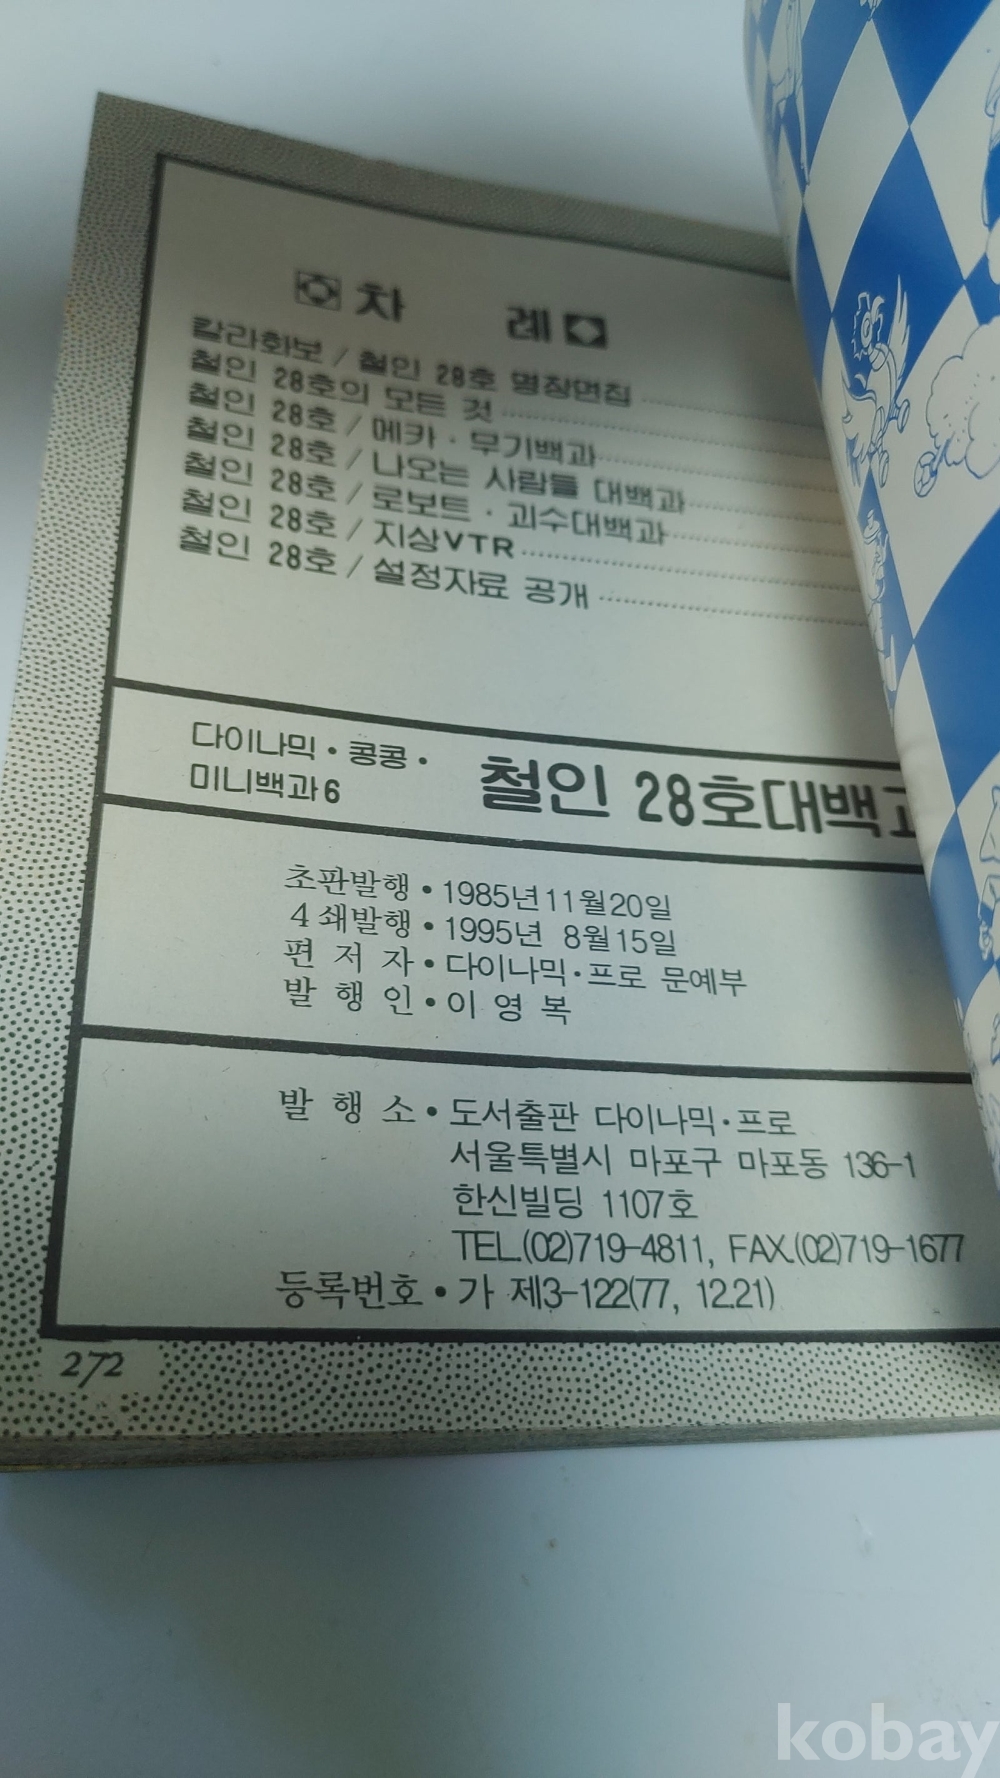 차 례
칼라화보 / 철인 28호 명장면집
철인 28호의 모든 것
철인 28호 / 메카·무기백과
철인 28호 / 나오는 사람들 대백과
철인 28호 / 로보트·괴수대백과
철인 28호 / 지상VTR
철인 28호 / 설정자료 공개
다이나믹·콩콩·
미니백과6
철인 28호대백과
초판발행·1985년11월20일
4쇄발행·1995년 8월15일
편 저 자·다이나믹·프로 문예부
발 행 인·이 영 복
발 행 소·도서출판 다이나믹·프로
서울특별시 마포구 마포동 136-1
한신빌딩 1107호
TEL.(02)719-4811, FAX.(02)719-1677
등록번호·가 제3-122(77, 12.21)
272
kobay